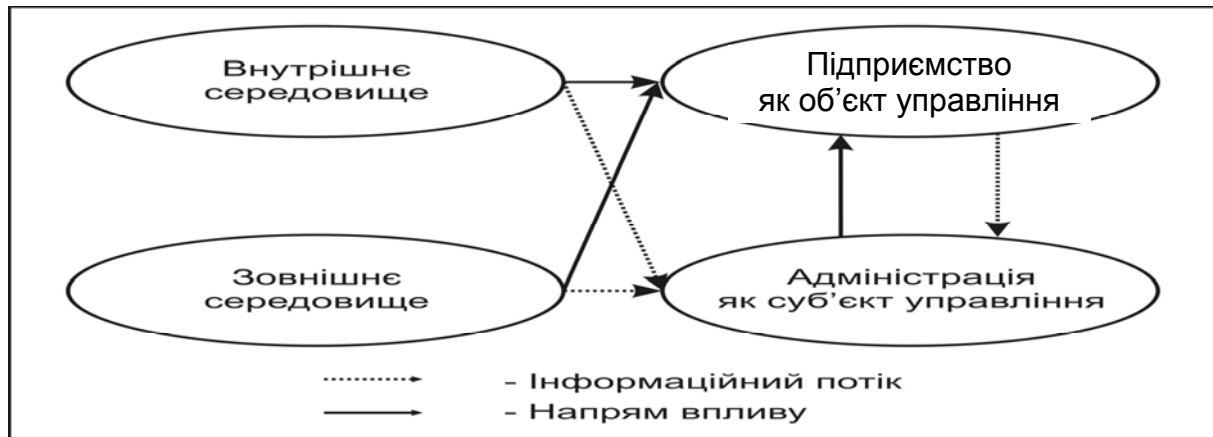 Внутрішнє
середовище
Підприємство
як об’єкт управління
Зовнішнє
середовище
Адміністрація
як суб’єкт управління
- Інформаційний потік
- Напрям впливу